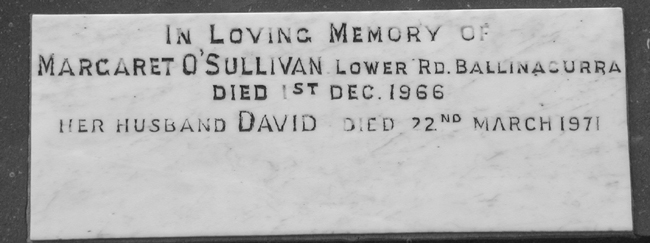 IN LOVING MEMORY OF
MARGARET O'SULLIVAN LOWER RD. BALLINACURRA
DIED 1ST DEC. 1966
HER HUSBAND DAVID DIED 22ND MARCH 1971